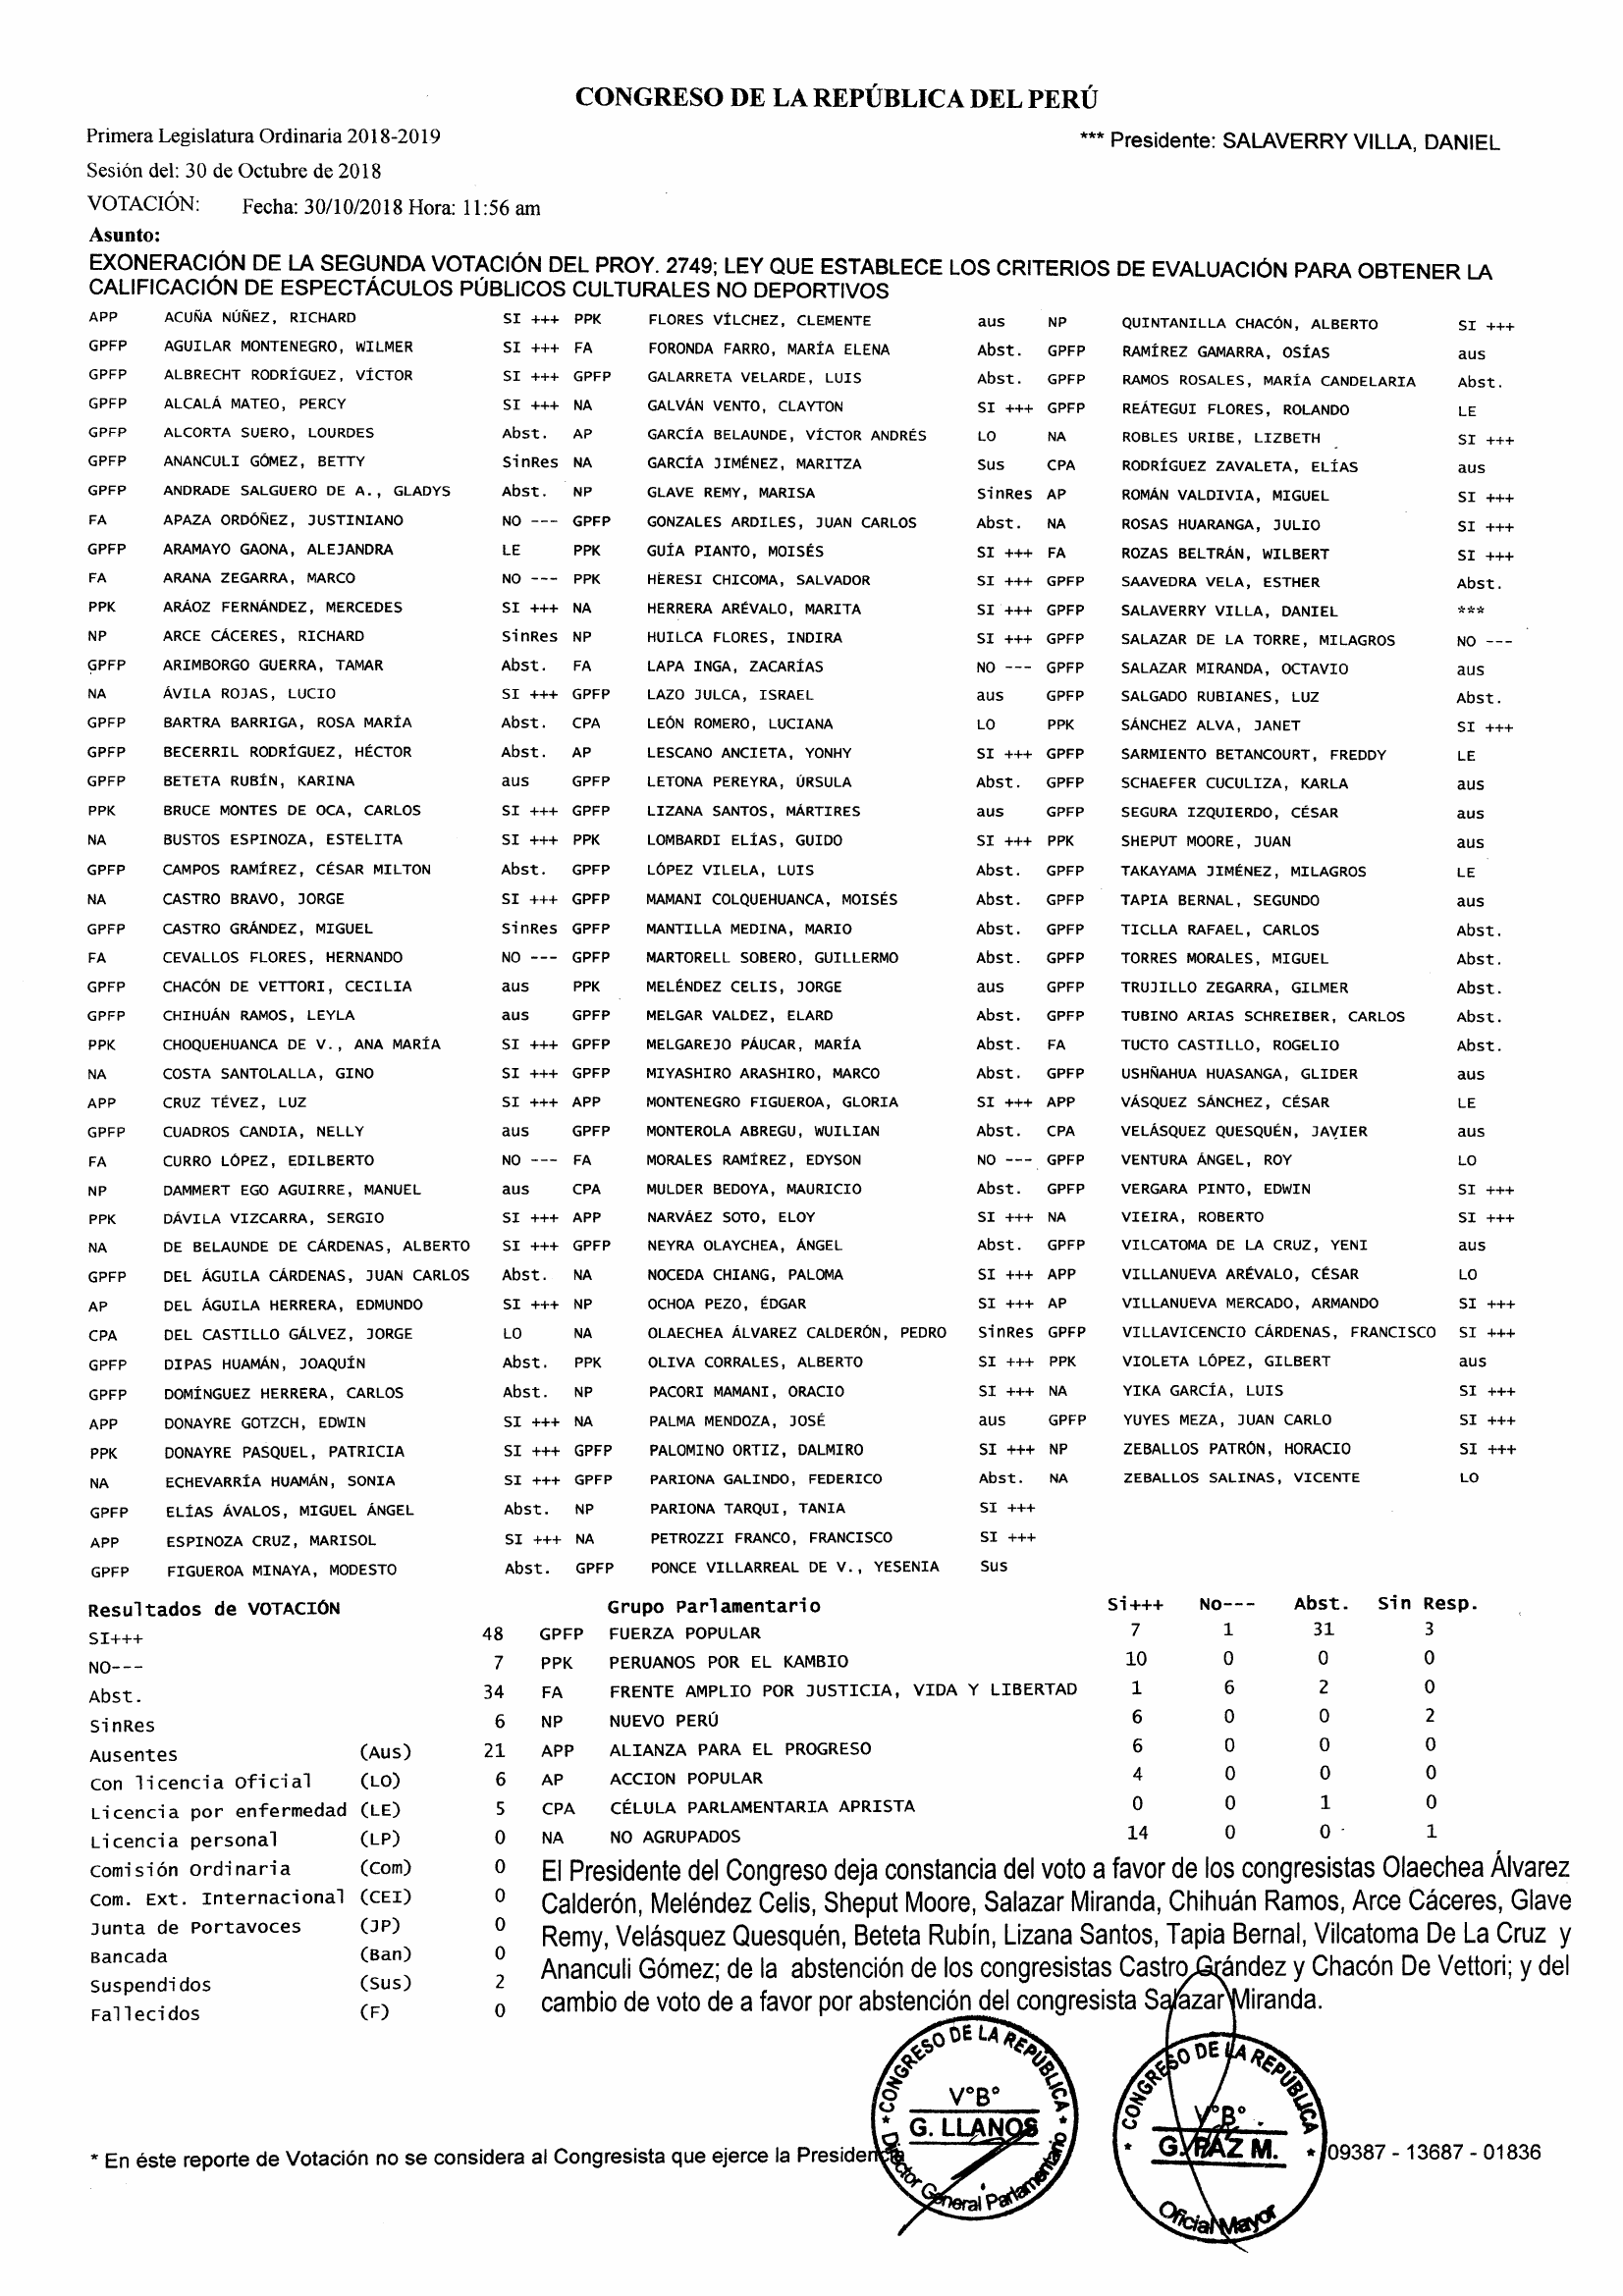 CONGRESO DE LA REPÚBLICA DEL PERÚ
Primera Legislatura Ordinaria 2018-2019 *** Presidente: SALAVERRY VILLA, DANIEL
Sesión del: 30 de Octubre de 2018
VOTACIÓN: Fecha: 30/10/2018 Hora: 11:56 am
Asunto:
EXONERACIÓN DE LA SEGUNDA VOTACIÓN DEL PROY. 2749; LEY QUE ESTABLECE LOS CRITERIOS DE EVALUACIÓN PARA OBTENER LA
CALIFICACIÓN DE ESPECTÁCULOS PÚBLICOS CULTURALES NO DEPORTIVOS
APP ACUÑA NÚÑEZ, RICHARD SI +++ PPK FLORES VÍLCHEZ, CLEMENTE aus NP QUINTANILLA CHACÓN, ALBERTO SI +++
GPFP AGUILAR MONTENEGRO, WILMER SI +++ FA FORONDA FARRO, MARÍA ELENA Abst. GPFP RAMÍREZ GAMARRA, OSÍAS aus
GPFP ALBRECHT RODRÍGUEZ, VÍCTOR SI +++ GPFP GALARRETA VELARDE, LUIS Abst. GPFP RAMOS ROSALES, MARÍA CANDELARIA Abst.
GPFP ALCALÁ MATEO, PERCY SI +++ NA GALVÁN VENTO, CLAYTON SI +++ GPFP REÁTEGUI FLORES, ROLANDO LE
GPFP ALCORTA SUERO, LOURDES Abst. AP GARCÍA BELAUNDE, VÍCTOR ANDRÉS LO NA ROBLES URIBE, LIZBETH SI +++
GPFP ANANCULI GÓMEZ, BETTY SinRes NA GARCÍA JIMÉNEZ, MARITZA Sus CPA RODRÍGUEZ ZAVALETA, ELÍAS aus
GPFP ANDRADE SALGUERO DE A., GLADYS Abst. NP GLAVE REMY, MARISA SinRes AP ROMÁN VALDIVIA, MIGUEL SI +++
FA APAZA ORDÓÑEZ, JUSTINIANO NO --- GPFP GONZALES ARDILES, JUAN CARLOS Abst. NA ROSAS HUARANGA, JULIO SI +++
GPFP ARAMAYO GAONA, ALEJANDRA LE PPK GUÍA PIANTO, MOISÉS SI +++ FA ROZAS BELTRÁN, WILBERT SI +++
FA ARANA ZEGARRA, MARCO NO --- PPK HERESI CHICOMA, SALVADOR SI +++ GPFP SAAVEDRA VELA, ESTHER Abst.
PPK ARÁOZ FERNÁNDEZ, MERCEDES SI +++ NA HERRERA ARÉVALO, MARITA SI +++ GPFP SALAVERRY VILLA, DANIEL ***
NP ARCE CÁCERES, RICHARD SinRes NP HUILCA FLORES, INDIRA SI +++ GPFP SALAZAR DE LA TORRE, MILAGROS NO ---
GPFP ARIMBORGO GUERRA, TAMAR Abst. FA LAPA INGA, ZACARÍAS NO --- GPFP SALAZAR MIRANDA, OCTAVIO aus
NA ÁVILA ROJAS, LUCIO SI +++ GPFP LAZO JULCA, ISRAEL aus GPFP SALGADO RUBIANES, LUZ Abst.
GPFP BARTRA BARRIGA, ROSA MARÍA Abst. CPA LEÓN ROMERO, LUCIANA LO PPK SÁNCHEZ ALVA, JANET SI +++
GPFP BECERRIL RODRÍGUEZ, HÉCTOR Abst. AP LESCANO ANCIETA, YONHY SI +++ GPFP SARMIENTO BETANCOURT, FREDDY LE
GPFP BETETA RUBÍN, KARINA aus GPFP LETONA PEREYRA, ÚRSULA Abst. GPFP SCHAEFER CUCULIZA, KARLA aus
PPK BRUCE MONTES DE OCA, CARLOS SI +++ GPFP LIZANA SANTOS, MÁRTIRES aus GPFP SEGURA IZQUIERDO, CÉSAR aus
NA BUSTOS ESPINOZA, ESTELITA SI +++ PPK LOMBARDI ELÍAS, GUIDO SI +++ PPK SHEPUT MOORE, JUAN aus
GPFP CAMPOS RAMÍREZ, CÉSAR MILTON Abst. GPFP LÓPEZ VILELA, LUIS Abst. GPFP TAKAYAMA JIMÉNEZ, MILAGROS LE
NA CASTRO BRAVO, JORGE SI +++ GPFP MAMANI COLQUEHUANCA, MOISÉS Abst. GPFP TAPIA BERNAL, SEGUNDO aus
GPFP CASTRO GRÁNDEZ, MIGUEL SinRes GPFP MANTILLA MEDINA, MARIO Abst. GPFP TICLLA RAFAEL, CARLOS Abst.
FA CEVALLOS FLORES, HERNANDO NO --- GPFP MARTORELL SOBERO, GUILLERMO Abst. GPFP TORRES MORALES, MIGUEL Abst.
GPFP CHACÓN DE VETTORI, CECILIA aus PPK MELÉNDEZ CELIS, JORGE aus GPFP TRUJILLO ZEGARRA, GILMER Abst.
GPFP CHIHUÁN RAMOS, LEYLA aus GPFP MELGAR VALDEZ, ELARD Abst. GPFP TUBINO ARIAS SCHREIBER, CARLOS Abst.
PPK CHOQUEHUANCA DE V., ANA MARÍA SI +++ GPFP MELGAREJO PÁUCAR, MARÍA Abst. FA TUCTO CASTILLO, ROGELIO Abst.
NA COSTA SANTOLALLA, GINO SI +++ GPFP MIYASHIRO ARASHIRO, MARCO Abst. GPFP USHÑAHUA HUASANGA, GLIDER aus
APP CRUZ TÉVEZ, LUZ SI +++ APP MONTENEGRO FIGUEROA, GLORIA SI +++ APP VÁSQUEZ SÁNCHEZ, CÉSAR LE
GPFP CUADROS CANDIA, NELLY aus GPFP MONTEROLA ABREGU, WUILIAN Abst. CPA VELÁSQUEZ QUESQUÉN, JAVIER aus
FA CURRO LÓPEZ, EDILBERTO NO --- FA MORALES RAMÍREZ, EDYSON NO --- GPFP VENTURA ÁNGEL, ROY LO
NP DAMMERT EGO AGUIRRE, MANUEL aus CPA MULDER BEDOYA, MAURICIO Abst. GPFP VERGARA PINTO, EDWIN SI +++
PPK DÁVILA VIZCARRA, SERGIO SI +++ APP NARVÁEZ SOTO, ELOY SI +++ NA VIEIRA, ROBERTO SI +++
NA DE BELAUNDE DE CÁRDENAS, ALBERTO SI +++ GPFP NEYRA OLAYCHEA, ÁNGEL Abst. GPFP VILCATOMA DE LA CRUZ, YENI aus
GPFP DEL ÁGUILA CÁRDENAS, JUAN CARLOS Abst. NA NOCEDA CHIANG, PALOMA SI +++ APP VILLANUEVA ARÉVALO, CÉSAR LO
AP DEL ÁGUILA HERRERA, EDMUNDO SI +++ NP OCHOA PEZO, ÉDGAR SI +++ AP VILLANUEVA MERCADO, ARMANDO SI +++
CPA DEL CASTILLO GÁLVEZ, JORGE LO NA OLAECHEA ÁLVAREZ CALDERÓN, PEDRO SinRes GPFP VILLAVICENCIO CÁRDENAS, FRANCISCO SI +++
GPFP DIPAS HUAMÁN, JOAQUÍN Abst. PPK OLIVA CORRALES, ALBERTO SI +++ PPK VIOLETA LÓPEZ, GILBERT aus
GPFP DOMÍNGUEZ HERRERA, CARLOS Abst. NP PACORI MAMANI, ORACIO SI +++ NA YIKA GARCÍA, LUIS SI +++
APP DONAYRE GOTZCH, EDWIN SI +++ NA PALMA MENDOZA, JOSÉ aus GPFP YUYES MEZA, JUAN CARLO SI +++
PPK DONAYRE PASQUEL, PATRICIA SI +++ GPFP PALOMINO ORTIZ, DALMIRO SI +++ NP ZEBALLOS PATRÓN, HORACIO SI +++
NA ECHEVARRÍA HUAMÁN, SONIA SI +++ GPFP PARIONA GALINDO, FEDERICO Abst. NA ZEBALLOS SALINAS, VICENTE LO
GPFP ELÍAS ÁVALOS, MIGUEL ÁNGEL Abst. NP PARIONA TARQUI, TANIA SI +++
APP ESPINOZA CRUZ, MARISOL SI +++ NA PETROZZI FRANCO, FRANCISCO SI +++
GPFP FIGUEROA MINAYA, MODESTO Abst. GPFP PONCE VILLARREAL DE V., YESENIA Sus
Resultados de VOTACIÓN Grupo Parlamentario Si+++ No--- Abst. Sin Resp.
SI+++ 48 GPFP FUERZA POPULAR 7 1 31 3
NO--- 7 PPK PERUANOS POR EL KAMBIO 10 0 0 0
Abst. 34 FA FRENTE AMPLIO POR JUSTICIA, VIDA Y LIBERTAD 1 6 2 0
SinRes 6 NP NUEVO PERÚ 6 0 0 2
Ausentes (Aus) 21 APP ALIANZA PARA EL PROGRESO 6 0 0 0
Con licencia Oficial (LO) 6 AP ACCION POPULAR 4 0 0 0
Licencia por enfermedad (LE) 5 CPA CÉLULA PARLAMENTARIA APRISTA 0 0 1 0
Licencia personal (LP) 0 NA NO AGRUPADOS 14 0 0 1
Comisión Ordinaria (Com) 0
Com. Ext. Internacional (CEI) 0
Junta de Portavoces (JP) 0
Bancada (Ban) 0
Suspendidos (Sus) 2
Fallecidos (F) 0
El Presidente del Congreso deja constancia del voto a favor de los congresistas Olaechea Álvarez
Calderón, Meléndez Celis, Sheput Moore, Salazar Miranda, Chihuán Ramos, Arce Cáceres, Glave
Remy, Velásquez Quesquén, Beteta Rubín, Lizana Santos, Tapia Bernal, Vilcatoma De La Cruz y
Ananculi Gómez; de la abstención de los congresistas Castro Grández y Chacón De Vettori; y del
cambio de voto de a favor por abstención del congresista Salazar Miranda.
CONGRESO DE LA REPÚBLICA
V°B°
G. LLANOS
Director General Parlamentario
CONGRESO DE LA REPÚBLICA
V°B°
G. PAZ M.
Oficial Mayor
* En éste reporte de Votación no se considera al Congresista que ejerce la 09387 - 13687 - 01836